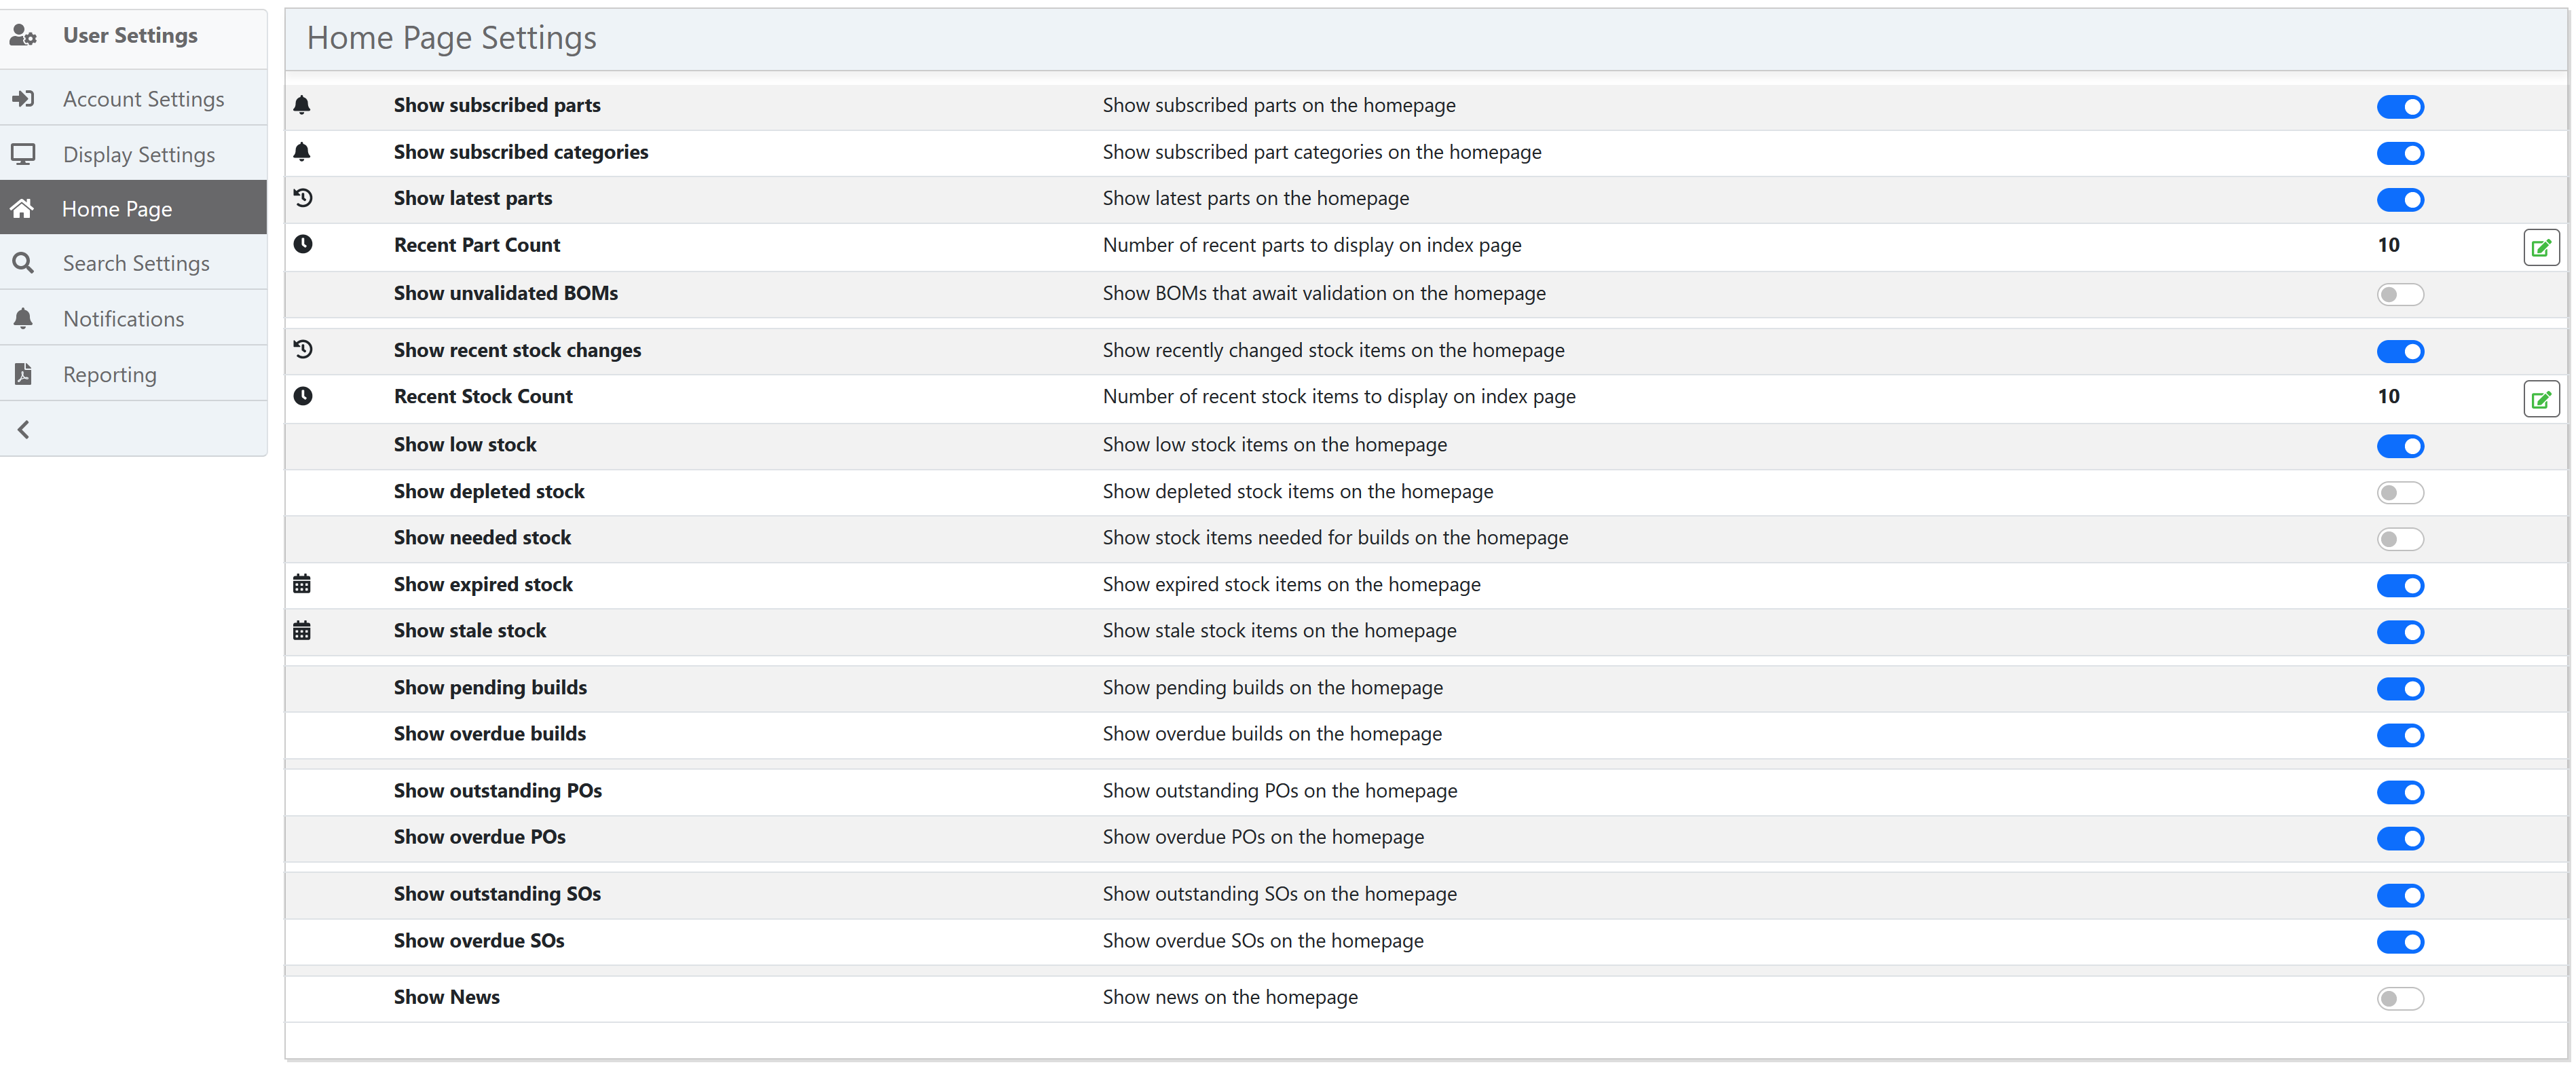 User Settings
Account Settings
Display Settings
Home Page
Search Settings
Notifications
Reporting
Home Page Settings
Show subscribed parts Show subscribed parts on the homepage
Show subscribed categories Show subscribed part categories on the homepage
Show latest parts Show latest parts on the homepage
Recent Part Count Number of recent parts to display on index page 10
Show unvalidated BOMs Show BOMs that await validation on the homepage
Show recent stock changes Show recently changed stock items on the homepage
Recent Stock Count Number of recent stock items to display on index page 10
Show low stock Show low stock items on the homepage
Show depleted stock Show depleted stock items on the homepage
Show needed stock Show stock items needed for builds on the homepage
Show expired stock Show expired stock items on the homepage
Show stale stock Show stale stock items on the homepage
Show pending builds Show pending builds on the homepage
Show overdue builds Show overdue builds on the homepage
Show outstanding POs Show outstanding POs on the homepage
Show overdue POs Show overdue POs on the homepage
Show outstanding SOs Show outstanding SOs on the homepage
Show overdue SOs Show overdue SOs on the homepage
Show News Show news on the homepage